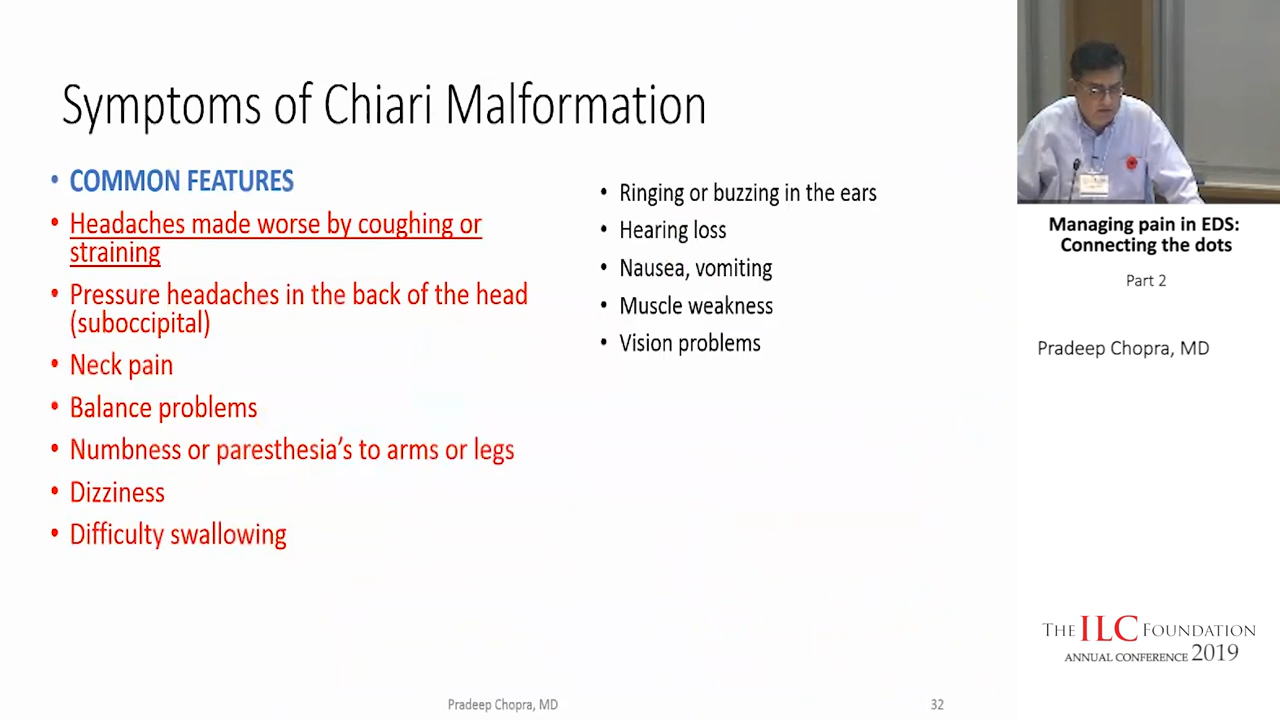 Symptoms of Chiari Malformation
• COMMON FEATURES
• Headaches made worse by coughing or
straining
• Pressure headaches in the back of the head
(suboccipital)
• Neck pain
• Balance problems
• Numbness or paresthesia’s to arms or legs
• Dizziness
• Difficulty swallowing
• Ringing or buzzing in the ears
• Hearing loss
• Nausea, vomiting
• Muscle weakness
• Vision problems
Pradeep Chopra, MD
32
Managing pain in EDS:
Connecting the dots
Part 2
Pradeep Chopra, MD
THE ILC FOUNDATION
ANNUAL CONFERENCE 2019